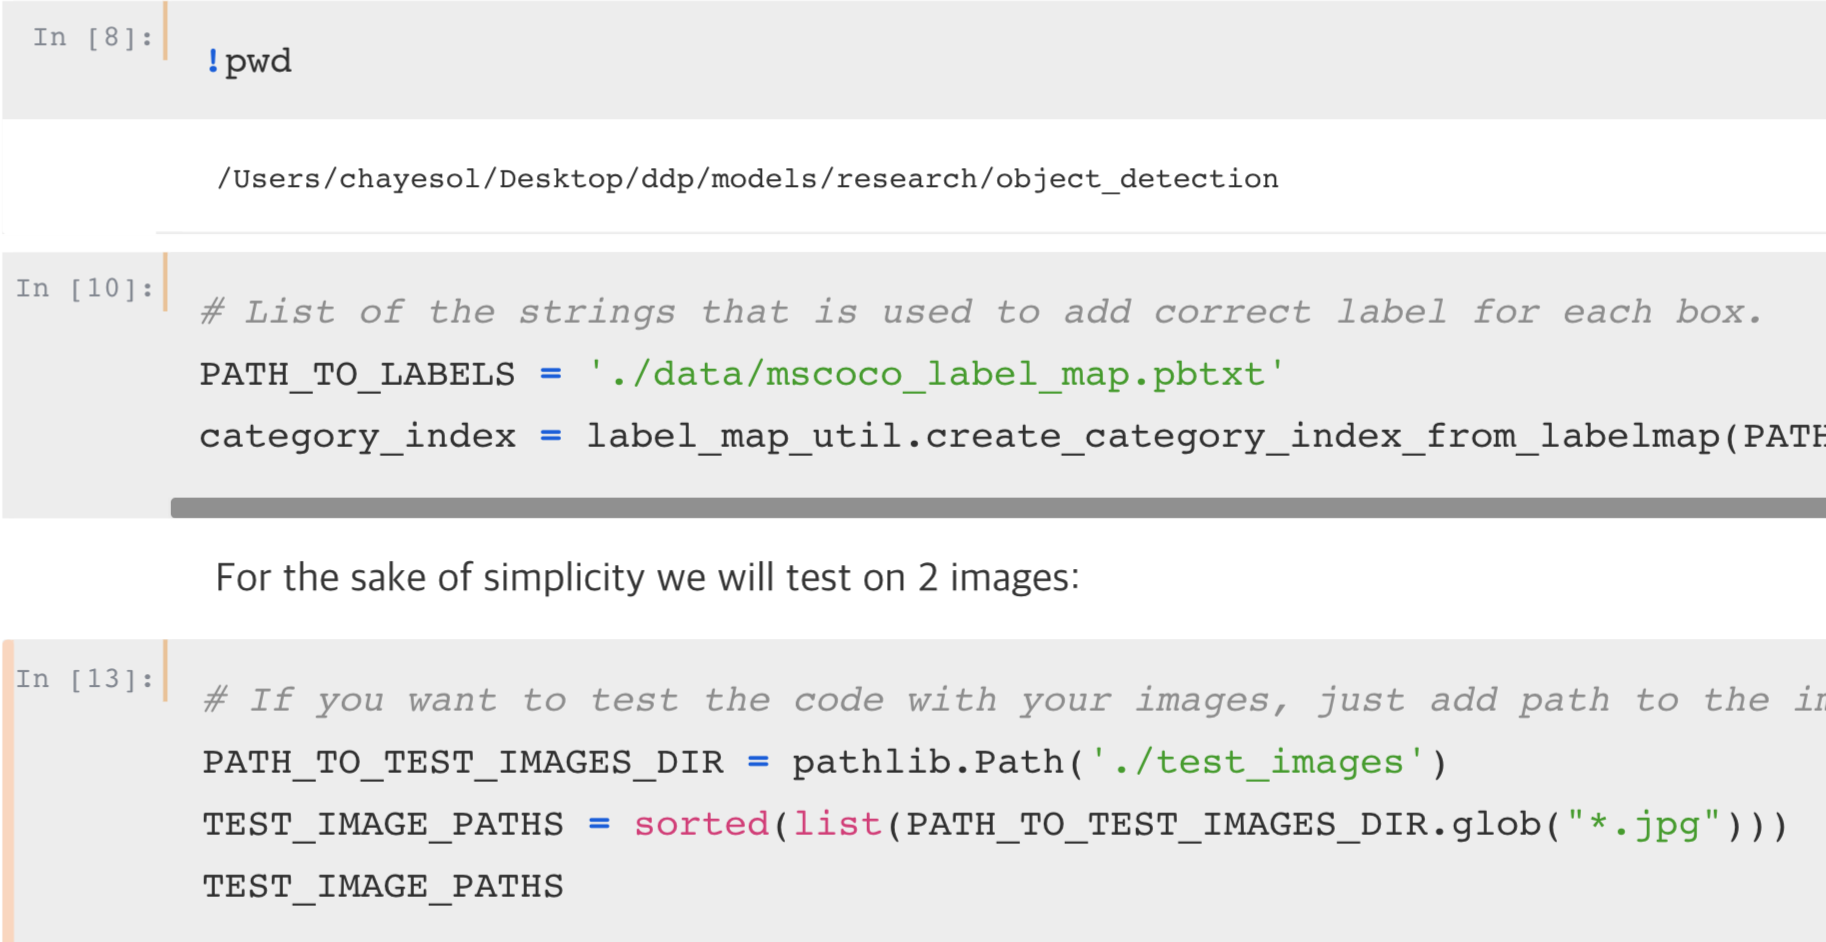 In [8]:
!pwd
/Users/chayesol/Desktop/ddp/models/research/object_detection
In [10]:
# List of the strings that is used to add correct label for each box.
PATH_TO_LABELS = './data/mscoco_label_map.pbtxt'
category_index = label_map_util.create_category_index_from_labelmap(PATH
For the sake of simplicity we will test on 2 images:
In [13]:
# If you want to test the code with your images, just add path to the
PATH_TO_TEST_IMAGES_DIR = pathlib.Path('./test_images')
TEST_IMAGE_PATHS = sorted(list(PATH_TO_TEST_IMAGES_DIR.glob("*.jpg")))
TEST_IMAGE_PATHS